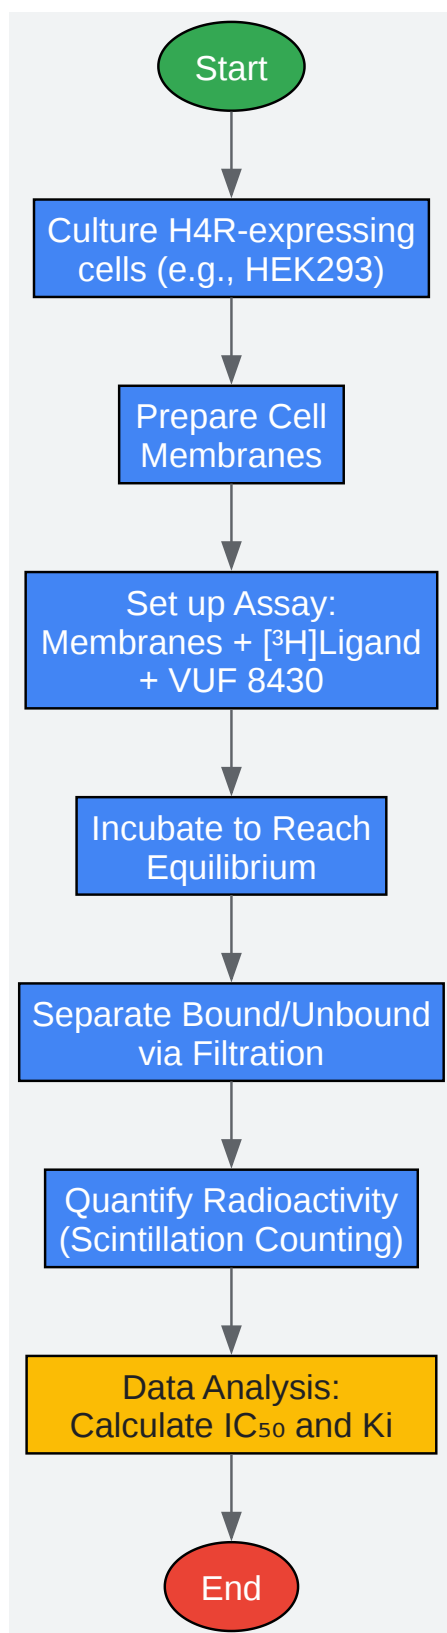 Start
Culture H4R-expressing
cells (e.g., HEK293)
Prepare Cell
Membranes
Set up Assay:
Membranes + [³H]Ligand
+ VUF 8430
Incubate to Reach
Equilibrium
Separate Bound/Unbound
via Filtration
Quantify Radioactivity
(Scintillation Counting)
Data Analysis:
Calculate IC₅₀ and Ki
End